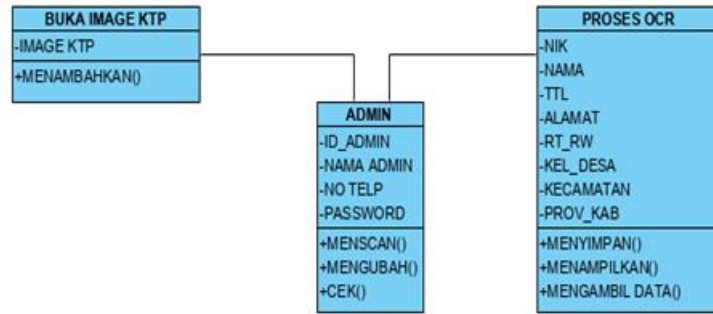 BUKA IMAGE KTP
-IMAGE KTP
+MENAMBAHKAN()
ADMIN
-ID_ADMIN
-NAMA ADMIN
-NO TELP
-PASSWORD
+MENSCAN()
+MENGUBAH()
+CEK()
PROSES OCR
-NIK
-NAMA
-TTL
-ALAMAT
-RT_RW
-KEL_DESA
-KECAMATAN
-PROV_KAB
+MENYIMPAN()
+MENAMPILKAN()
+MENGAMBIL DATA()